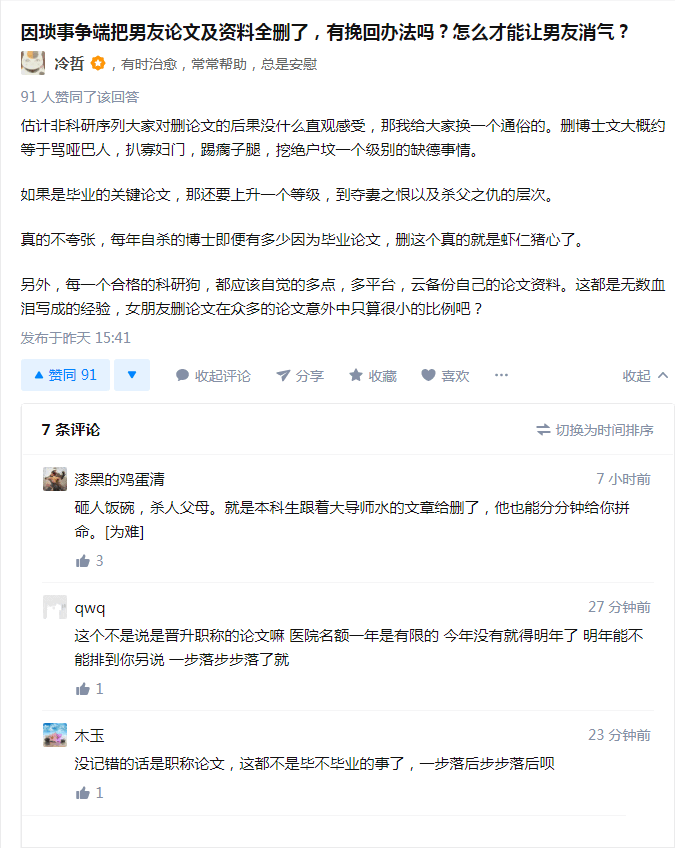 因琐事争端把男友论文及资料全删了，有挽回办法吗？怎么才能让男友消气？
冷哲，有时治愈，常常帮助，总是安慰
91 人赞同了该回答
估计非科研序列大家对删论文的后果没什么直观感受，那我给大家换一个通俗的。删博士文大概约
等于骂哑巴人，扒寡妇门，踢瘸子腿，挖绝户坟一个级别的缺德事情。
如果是毕业的关键论文，那还要上升一个等级，到夺妻之恨以及杀父之仇的层次。
真的不夸张，每年自杀的博士即便有多少因为毕业论文，删这个真的就是虾仁猪心了。
另外，每一个合格的科研狗，都应该自觉的多点，多平台，云备份自己的论文资料。这都是无数血
泪写成的经验，女朋友删论文在众多的论文意外中只算很小的比例吧？
发布于昨天 15:41
赞同 91 收起评论 分享 收藏 喜欢 ··· 收起
7 条评论 切换为时间排序
漆黑的鸡蛋清 7 小时前
砸人饭碗，杀人父母。就是本科生跟着大导师水的文章给删了，他也能分分钟给你拼
命。[为难]
3
qwq 27 分钟前
这个不是说是晋升职称的论文嘛 医院名额一年是有限的 今年没有就得明年了 明年能不
能排到你另说 一步落步步落了就
1
木玉 23 分钟前
没记错的话是职称论文，这都不是毕不毕业的事了，一步落后步步落后呗
1